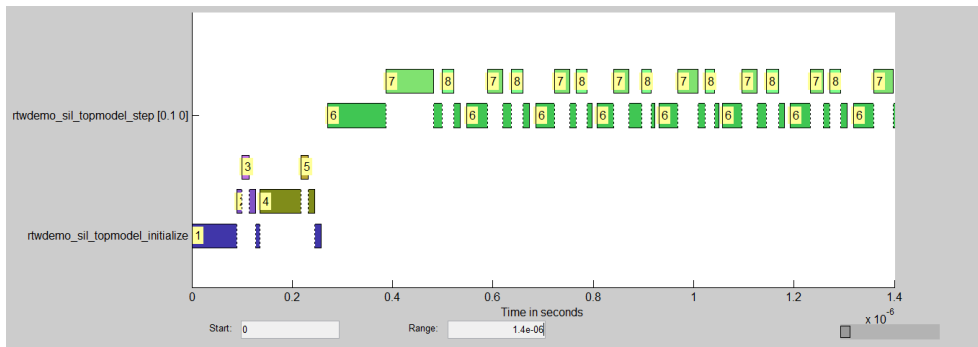 7 8 7 8 7 8 7 8 7 8 7 8 7 8 7
rtwdemo_sil_topmodel_step [0.1 0]
6 6 6 6 6 6 6 6 6
3 5
2 4
rtwdemo_sil_topmodel_initialize
1
0 0.2 0.4 0.6 0.8 1 1.2 1.4
Time in seconds
x 10^-6
Start: 0 Range: 1.4e-06